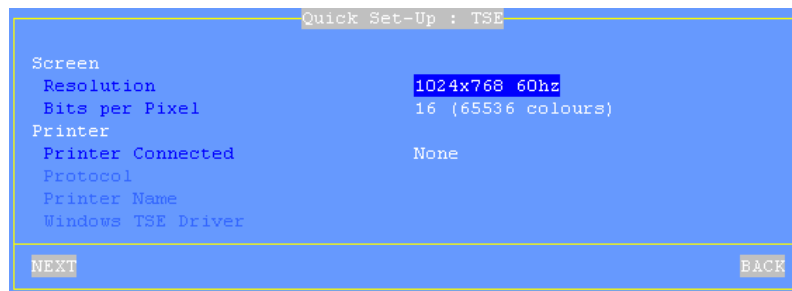 Quick Set-Up : TSE
Screen
Resolution 1024x768 60hz
Bits per Pixel 16 (65536 colours)
Printer
Printer Connected None
Protocol
Printer Name
Windows TSE Driver
NEXT BACK